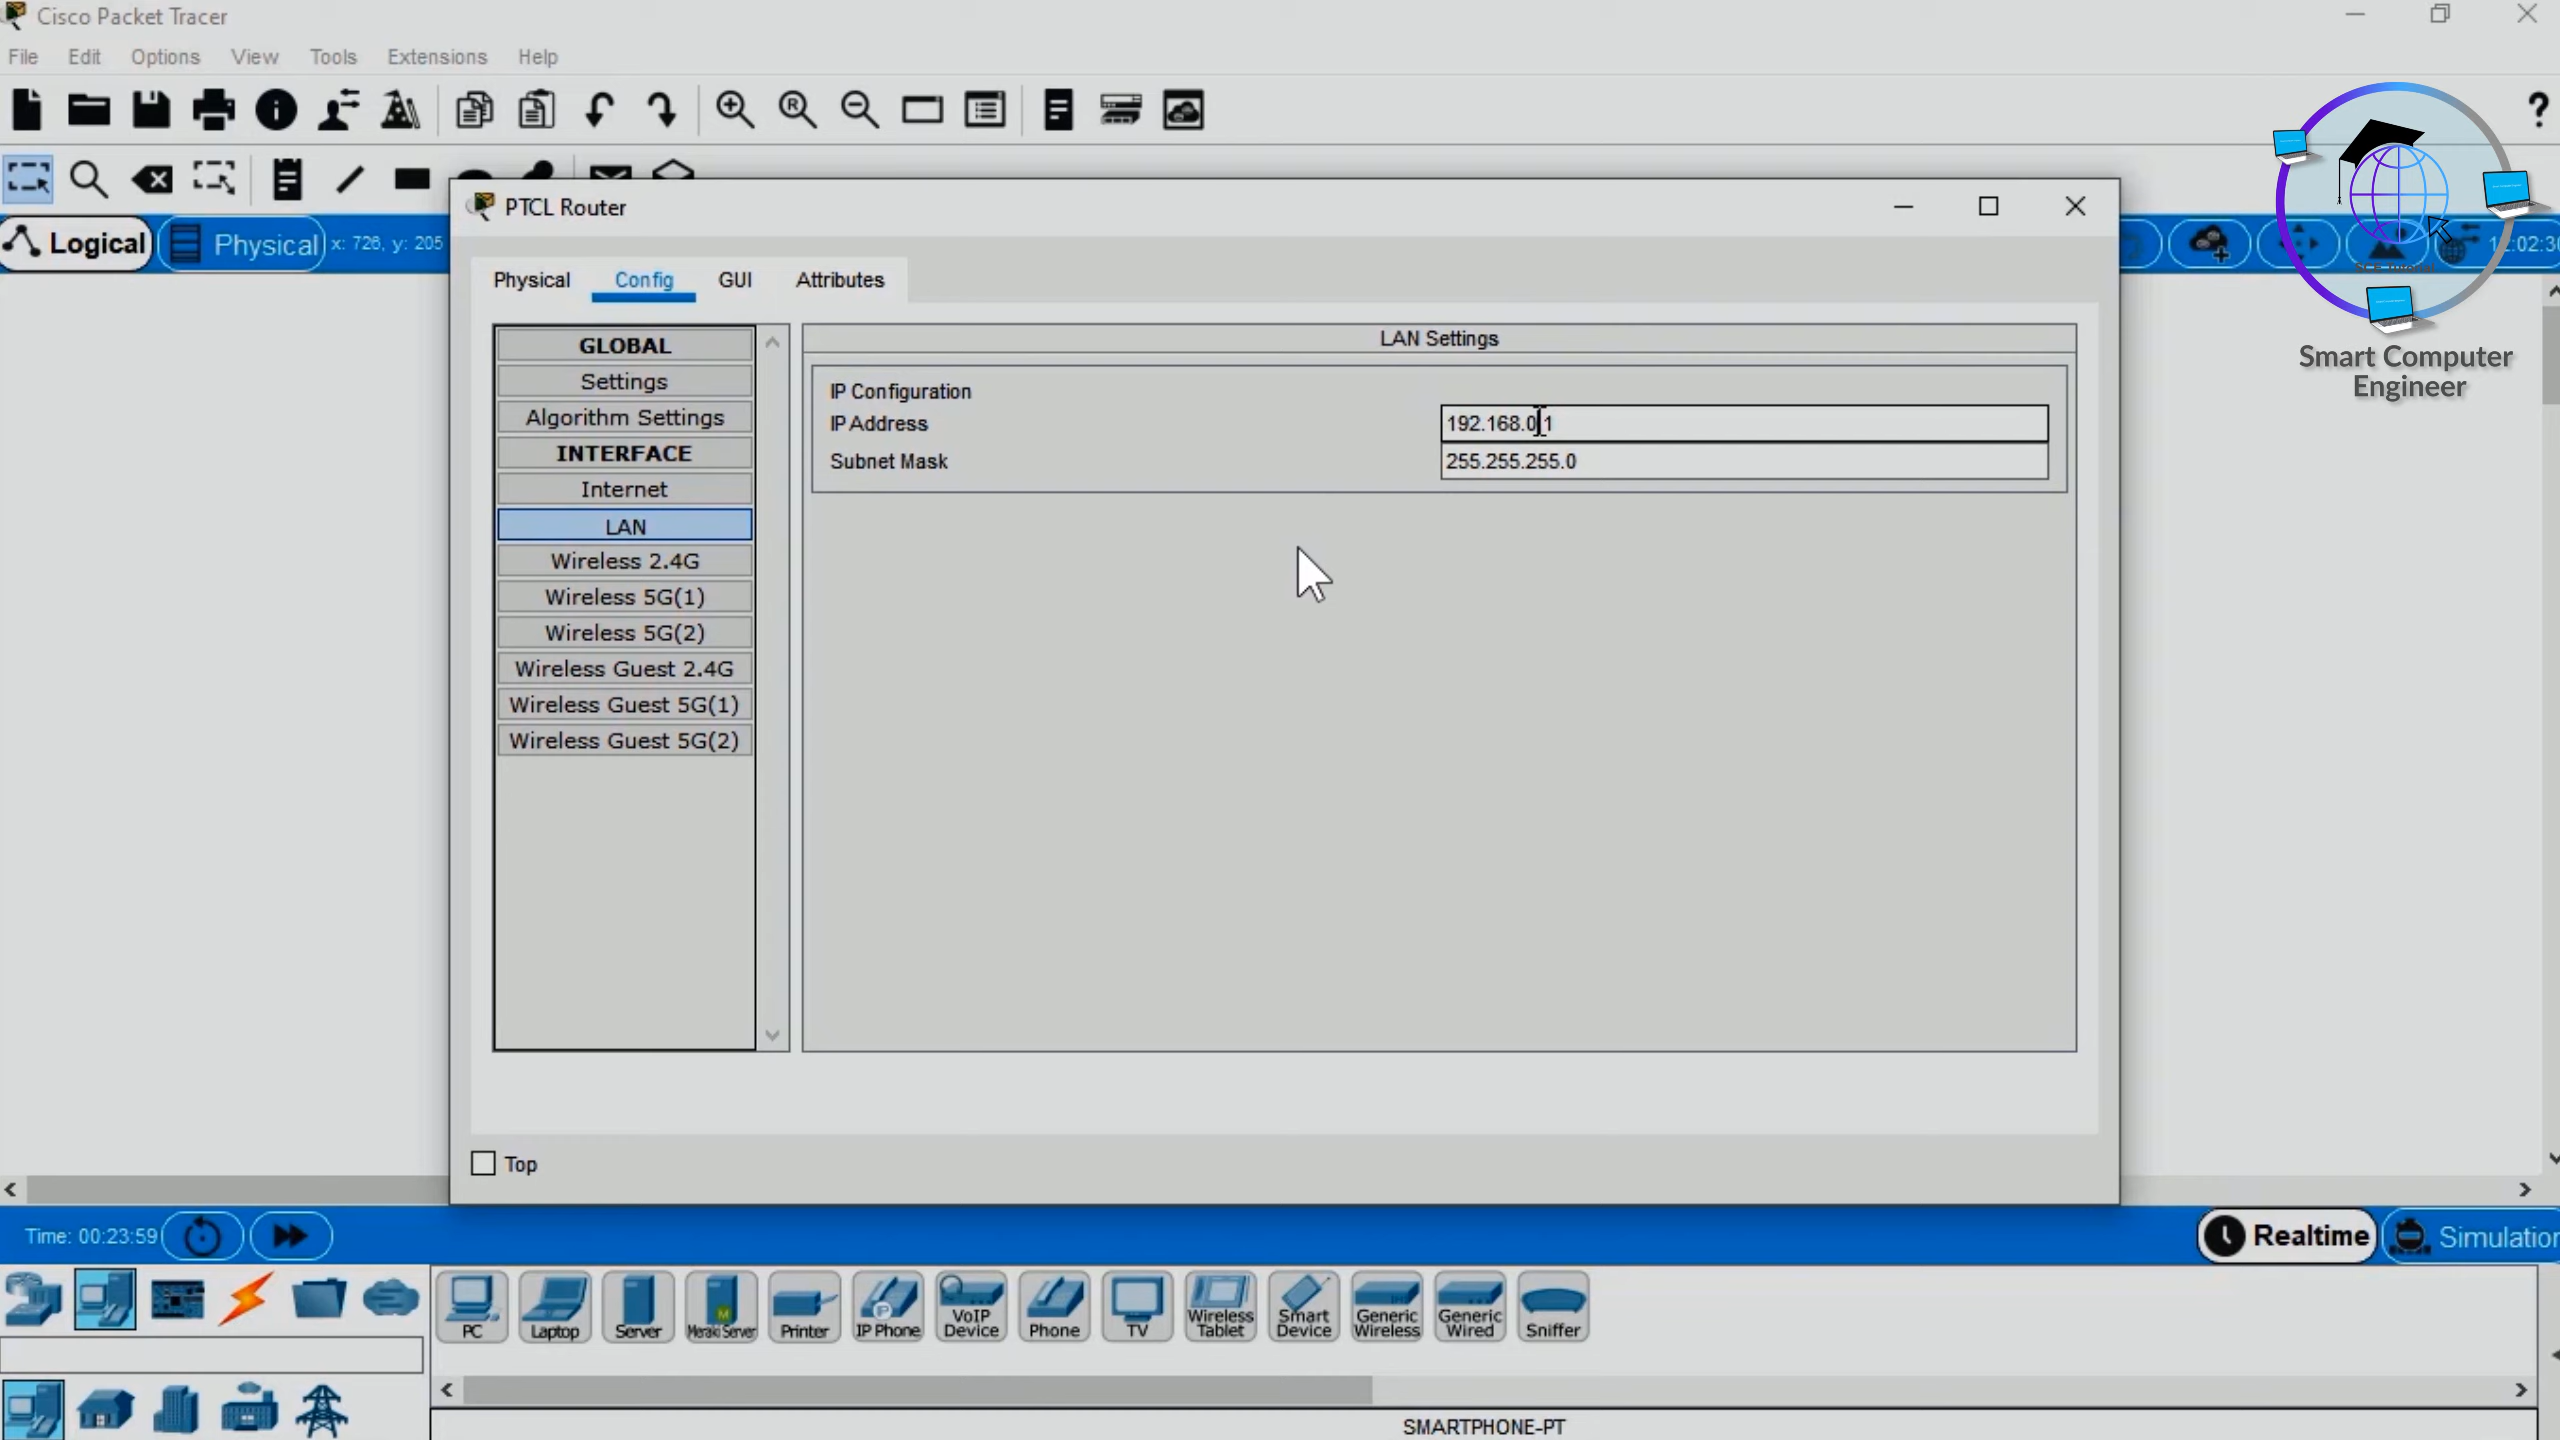 Cisco Packet Tracer
File Edit Options View Tools Extensions Help
Logical
Physical
x: 726, y: 205
PTCL Router
Physical Config GUI Attributes
GLOBAL
Settings
Algorithm Settings
INTERFACE
Internet
LAN
Wireless 2.4G
Wireless 5G(1)
Wireless 5G(2)
Wireless Guest 2.4G
Wireless Guest 5G(1)
Wireless Guest 5G(2)
LAN Settings
IP Configuration
IP Address
192.168.0.1
Subnet Mask
255.255.255.0
Top
Smart Computer
Engineer
Time: 00:23:59
Realtime
Simulation
PC
Laptop
Server
Meraki Server
Printer
IP Phone
VoIP
Device
Phone
TV
Wireless
Tablet
Smart
Device
Generic
Wireless
Generic
Wired
Sniffer
SMARTPHONE-PT